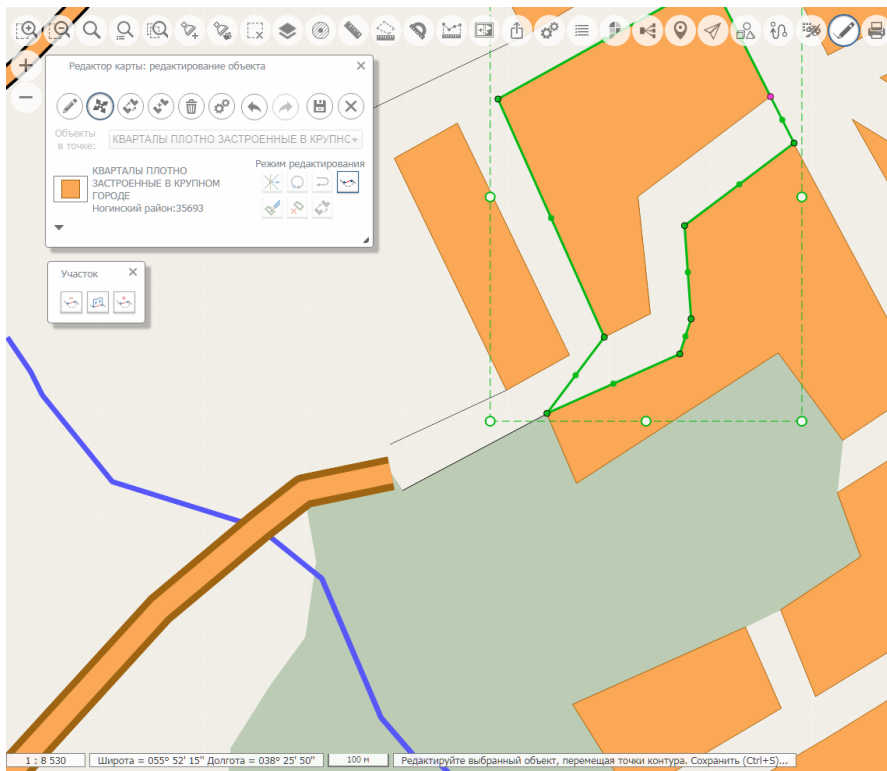 Редактор карты: редактирование объекта
Объекты
в точке:
КВАРТАЛЫ ПЛОТНО ЗАСТРОЕННЫЕ В КРУПНС
КВАРТАЛЫ ПЛОТНО
ЗАСТРОЕННЫЕ В КРУПНОМ
ГОРОДЕ
Ногинский район:35693
Режим редактирования
Участок
1 : 8 530
Широта = 055° 52' 15" Долгота = 038° 25' 50"
100 м
Редактируйте выбранный объект, перемещая точки контура. Сохранить (Ctrl+S)...